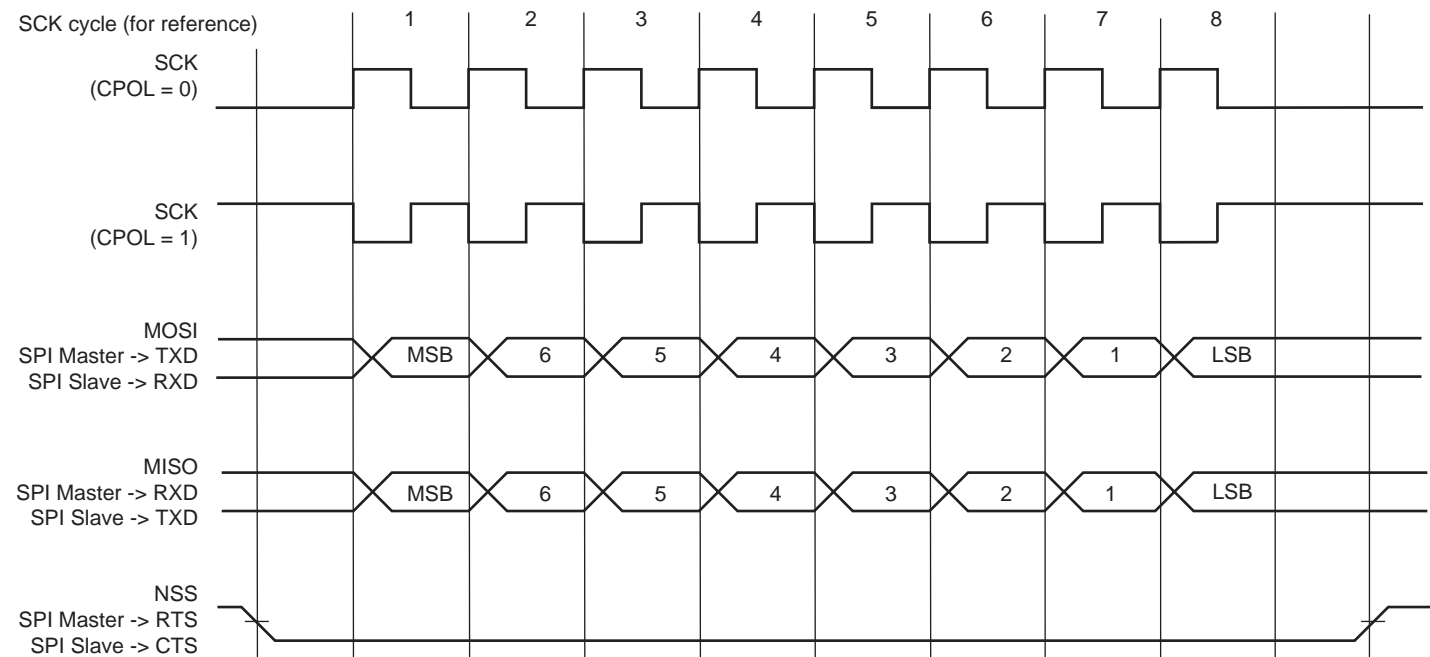 SCK cycle (for reference)
1 2 3 4 5 6 7 8
SCK
(CPOL = 0)
SCK
(CPOL = 1)
MOSI
SPI Master -> TXD
SPI Slave -> RXD
MSB 6 5 4 3 2 1 LSB
MISO
SPI Master -> RXD
SPI Slave -> TXD
MSB 6 5 4 3 2 1 LSB
NSS
SPI Master -> RTS
SPI Slave -> CTS